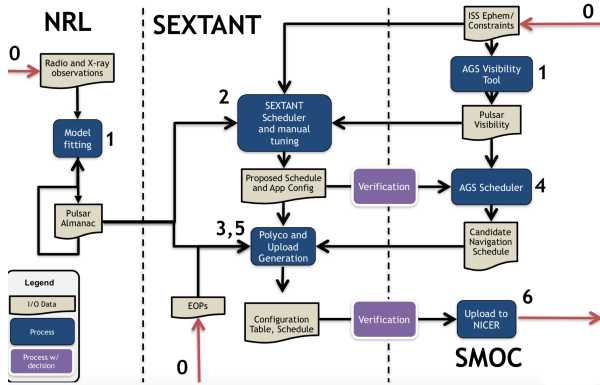 NRL
SEXTANT
0
Radio and X-ray
observations
Model
fitting
1
Pulsar
Almanac
ISS Ephem/
Constraints
0
AGS Visibility
Tool
1
2
SEXTANT
Scheduler
and manual
tuning
Pulsar
Visibility
Proposed Schedule
and App Config
Verification
AGS Scheduler
4
3,5
Polyco and
Upload
Generation
Candidate
Navigation
Schedule
EOPs
0
Configuration
Table, Schedule
Verification
Upload to
NICER
6
SMOC
Legend
I/O Data
Process
Process w/
decision